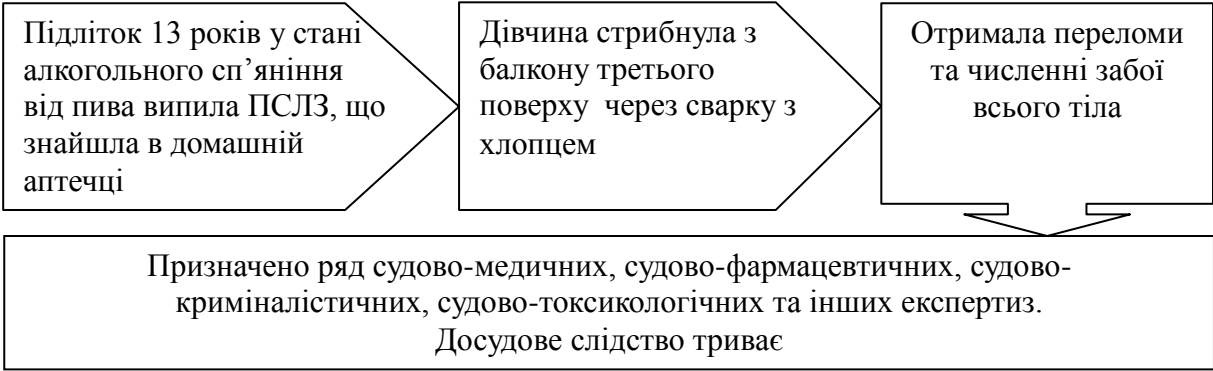 Підліток 13 років у стані
алкогольного сп’яніння
від пива випила ПСЛЗ, що
знайшла в домашній
аптечці
Дівчина стрибнула з
балкону третього
поверху через сварку з
хлопцем
Отримала переломи
та численні забої
всього тіла
Призначено ряд судово-медичних, судово-фармацевтичних, судово-
криміналістичних, судово-токсикологічних та інших експертиз.
Досудове слідство триває